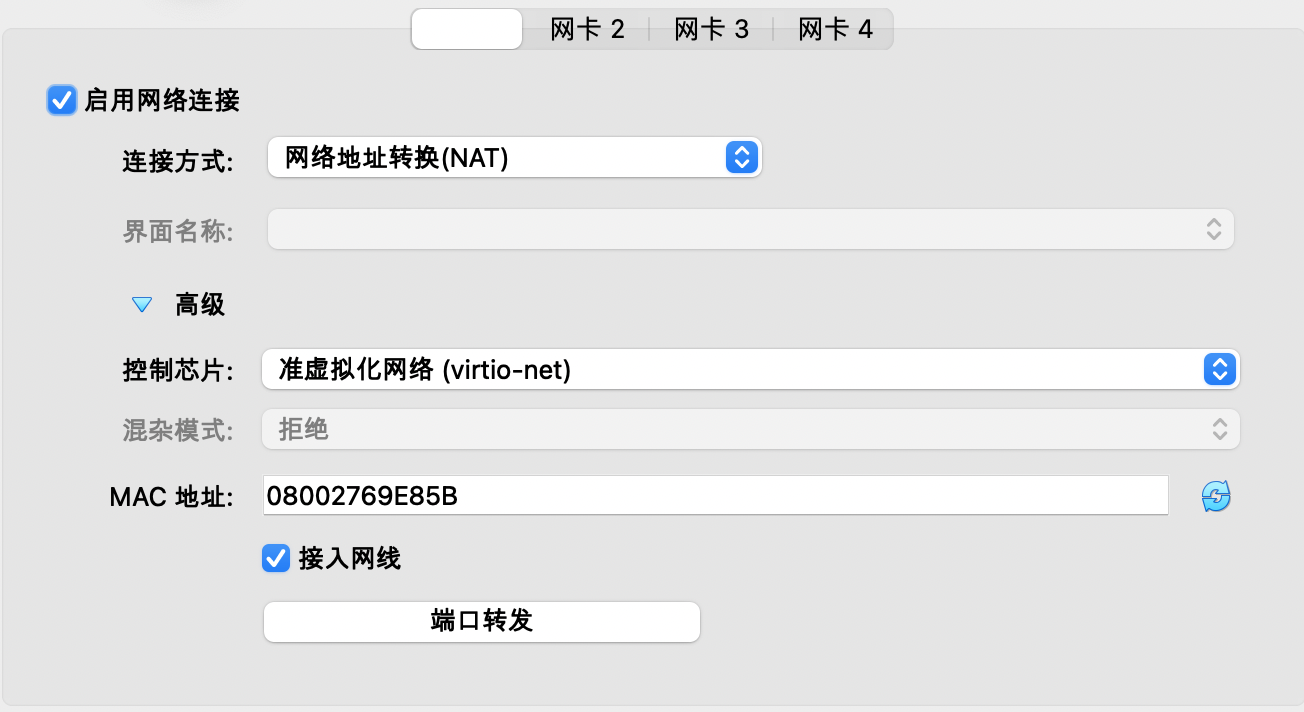 网卡 2 网卡 3 网卡 4
启用网络连接
连接方式: 网络地址转换(NAT)
界面名称:
高级
控制芯片: 准虚拟化网络 (virtio-net)
混杂模式: 拒绝
MAC 地址: 08002769E85B
接入网线
端口转发